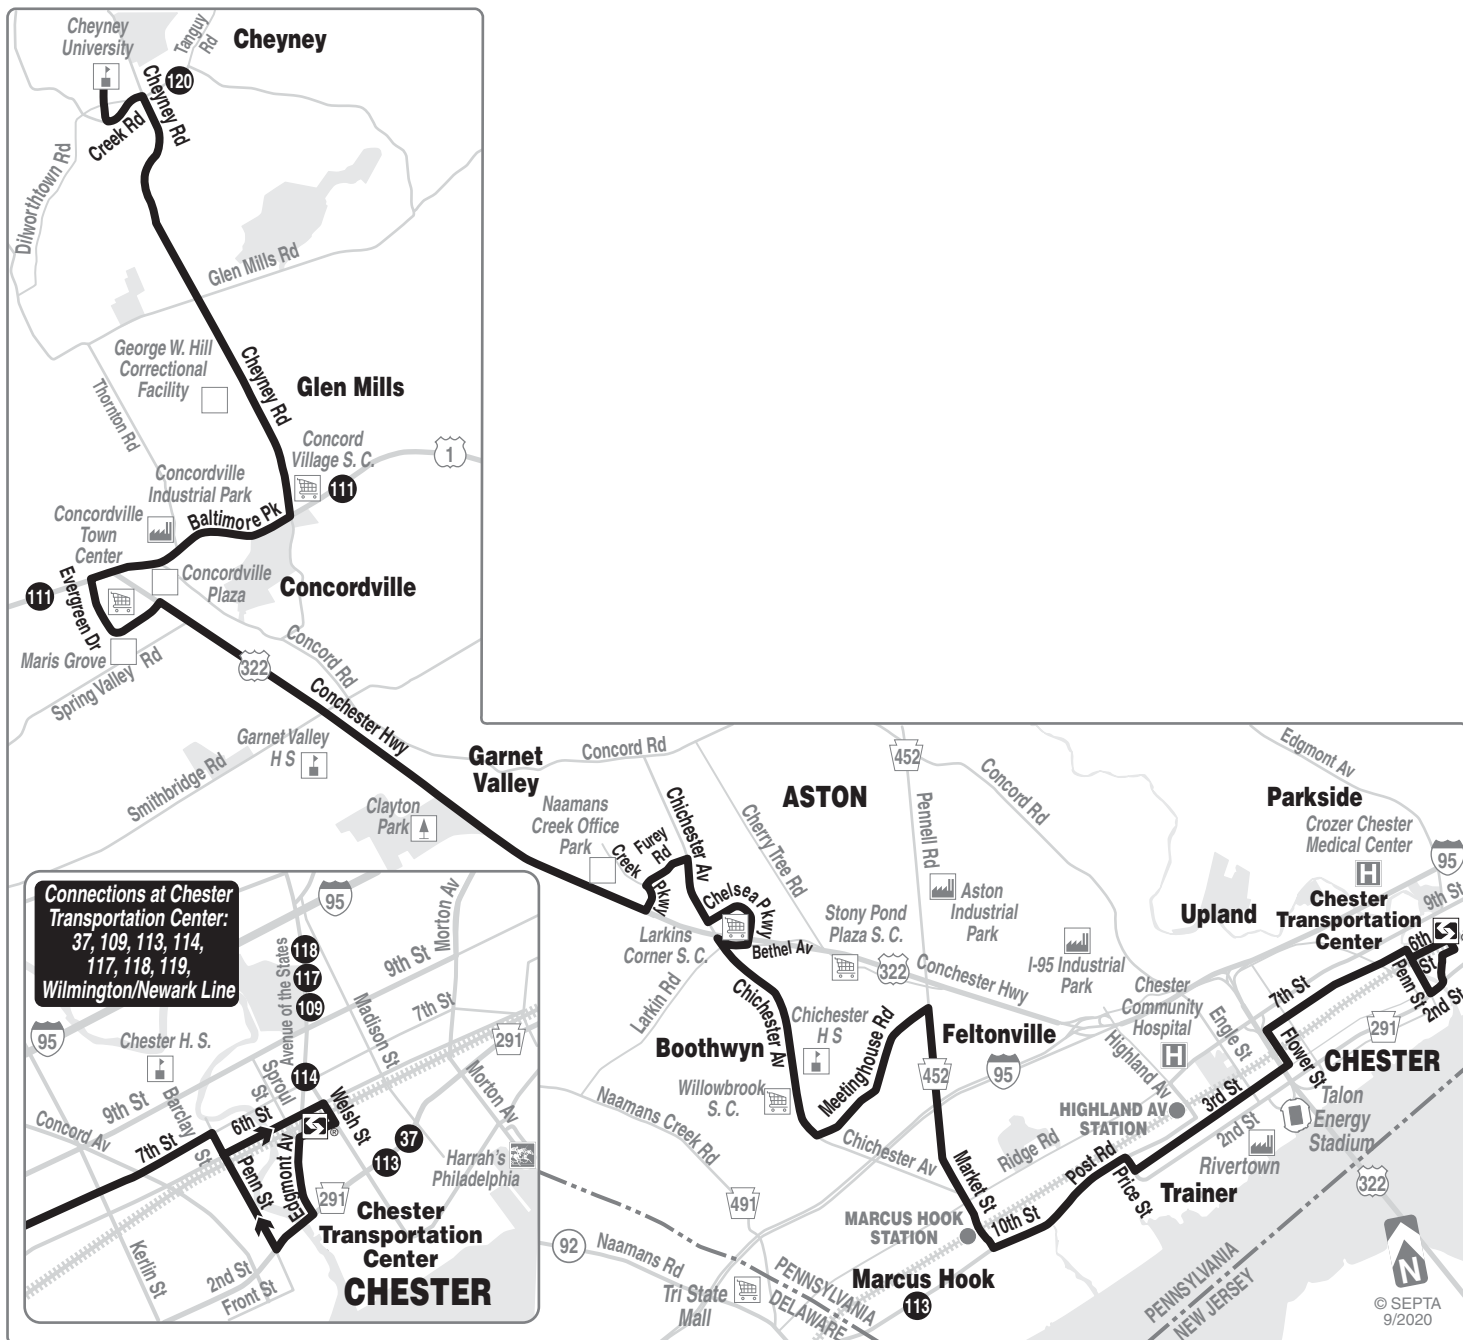 Cheyney
University
Tanguy
Rd
Cheyney
120
Cheyney Rd
Creek Rd
Dilworthtown Rd
Glen Mills Rd
George W. Hill
Correctional
Facility
Cheyney Rd
Glen Mills
Thornton Rd
Concord
Village S. C.
1
111
Concordville
Industrial Park
Baltimore Pk
Concordville
Town
Center
Concordville
Plaza
Concordville
111
Evergreen Dr
Maris Grove
Spring Valley Rd
Concord Rd
322
Conchester Hwy
Garnet Valley
H S
Smithbridge Rd
Garnet
Valley
Clayton
Park
Naamans
Creek Office
Park
Concord Rd
Creek
Pkwy
Furey
Rd
Chichester Av
Chelsea Pkwy
Cherry Tree Rd
ASTON
452
Pennell Rd
Concord Rd
Edgmont Av
Parkside
Crozer Chester
Medical Center
H
95
9th St
Chester
Transportation
Center
Upland
Aston
Industrial
Park
Stony Pond
Plaza S. C.
Larkins
Corner S. C.
Bethel Av
322
Conchester Hwy
I-95 Industrial
Park
Chester
Community
Hospital
H
Engle St
Highland Av
7th St
6th
St
Penn St
2nd St
291
Flower St
CHESTER
Larkin Rd
Chichester Av
Chichester
H S
Boothwyn
Meetinghouse Rd
Feltonville
452
95
Willowbrook
S. C.
Naamans Creek Rd
Chichester Av
HIGHLAND AV
STATION
3rd St
2nd St
Talon
Energy
Stadium
Rivertown
Ridge Rd
Post Rd
Price St
Trainer
322
Market St
10th St
MARCUS HOOK
STATION
Marcus Hook
113
491
92
Naamans Rd
Tri State
Mall
PENNSYLVANIA
DELAWARE
PENNSYLVANIA
NEW JERSEY
N
© SEPTA
9/2020
Connections at Chester
Transportation Center:
37, 109, 113, 114,
117, 118, 119,
Wilmington/Newark Line
95
Morton Av
118
117
109
Avenue of the States
9th St
7th St
Madison St
291
95
Chester H. S.
Sproul
St
114
Welsh St
Morton Av
9th St
Barclay St
Concord Av
7th St
6th St
®
37
113
Harrah's
Philadelphia
Penn St
Edgmont Av
291
Chester
Transportation
Center
Kerlin St
2nd St
Front St
CHESTER